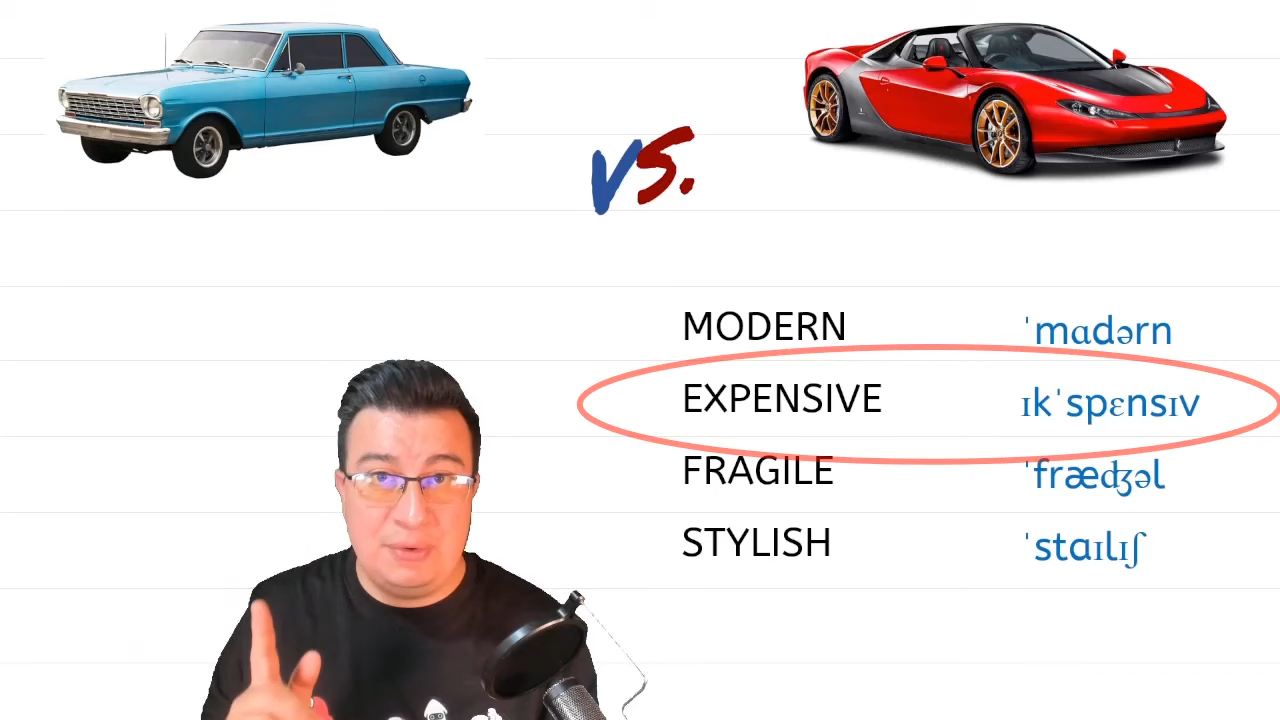 VS.
MODERN ˈmɑdərn
EXPENSIVE ɪkˈspɛnsɪv
FRAGILE ˈfræʤəl
STYLISH ˈstaɪlɪʃ